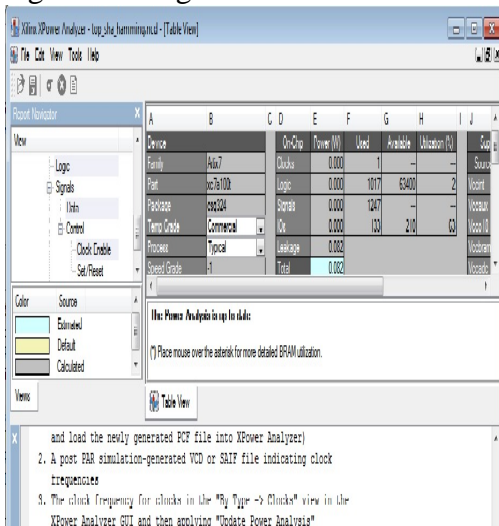 Xilinx XPower Analyzer - top_sha_hamming.ncd - [Table View]
File Edit View Tools Help
Report Navigator
View
Logic
Signals
Data
Control
Clock Enable
Set/Reset
A B C D E F G H I J
Device On-Chip Power (W) Used Available Utilization (%)
Family Artix7 Clocks 0.000 1 --- ---
Part xc7a100t Logic 0.000 1017 63400 2
Package csg324 Signals 0.000 1247 --- ---
Temp Grade Commercial IOs 0.000 133 210 63
Process Typical Leakage 0.082
Speed Grade -1 Total 0.082
Sourc
Vccint
Vccaux
Vcco18
Vccbram
Vccadc
Color Source
Estimated
Default
Calculated
The Power Analysis is up to date.
(*) Place mouse over the asterisk for more detailed BRAM utilization.
Views
Table View
and load the newly generated PCF file into XPower Analyzer)
2. A post PAR simulation-generated VCD or SAIF file indicating clock
frequencies
3. The clock frequency for clocks in the "By Type -> Clocks" view in the
XPower Analyzer GUI and then applying "Update Power Analysis"